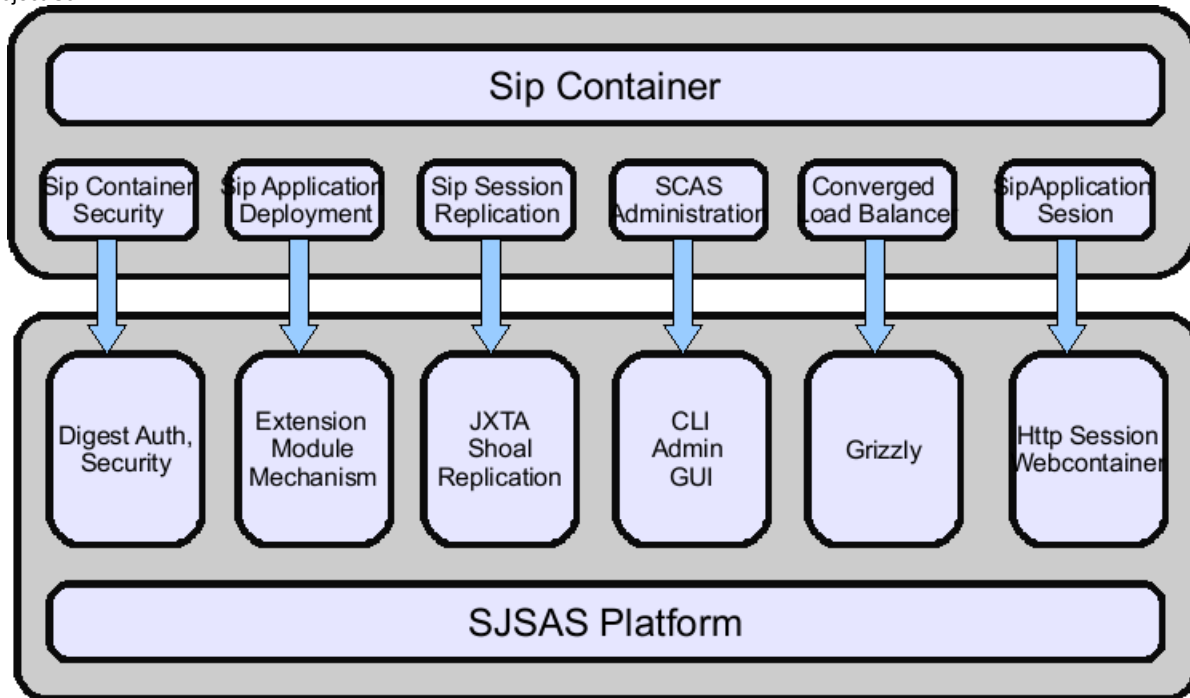 Sip Container
Sip Container
Security
Sip Application
Deployment
Sip Session
Replication
SCAS
Administration
Converged
Load Balancer
SipApplication
Sesion
Digest Auth,
Security
Extension
Module
Mechanism
JXTA
Shoal
Replication
CLI
Admin
GUI
Grizzly
Http Session
Webcontainer
SJSAS Platform